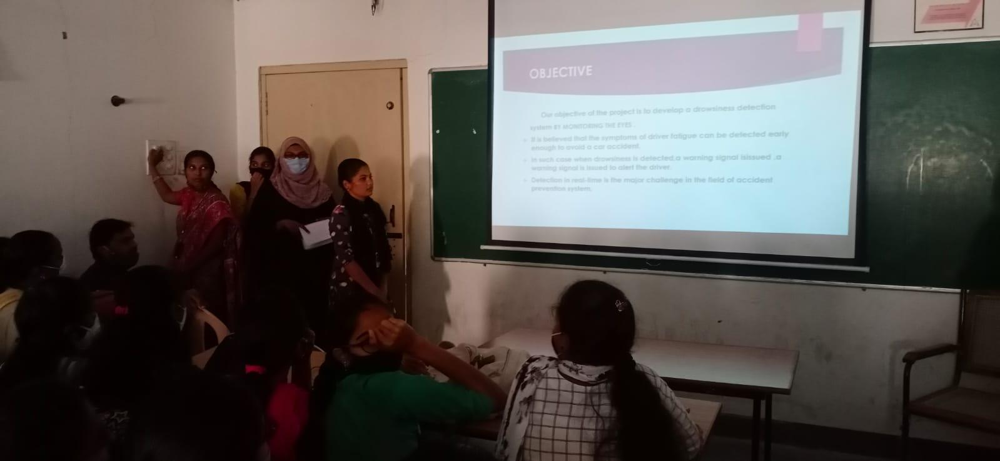 OBJECTIVE
Our objective of the project is to develop a drowsiness detection
system BY MONITORING THE EYES .
It is believed that the symptoms of driver fatigue can be detected early
enough to avoid a car accident.
In such case when drowsiness is detected,a warning signal isissued ,a
warning signal is issued to alert the driver.
Detection in real-time is the major challenge in the field of accident
prevention system.